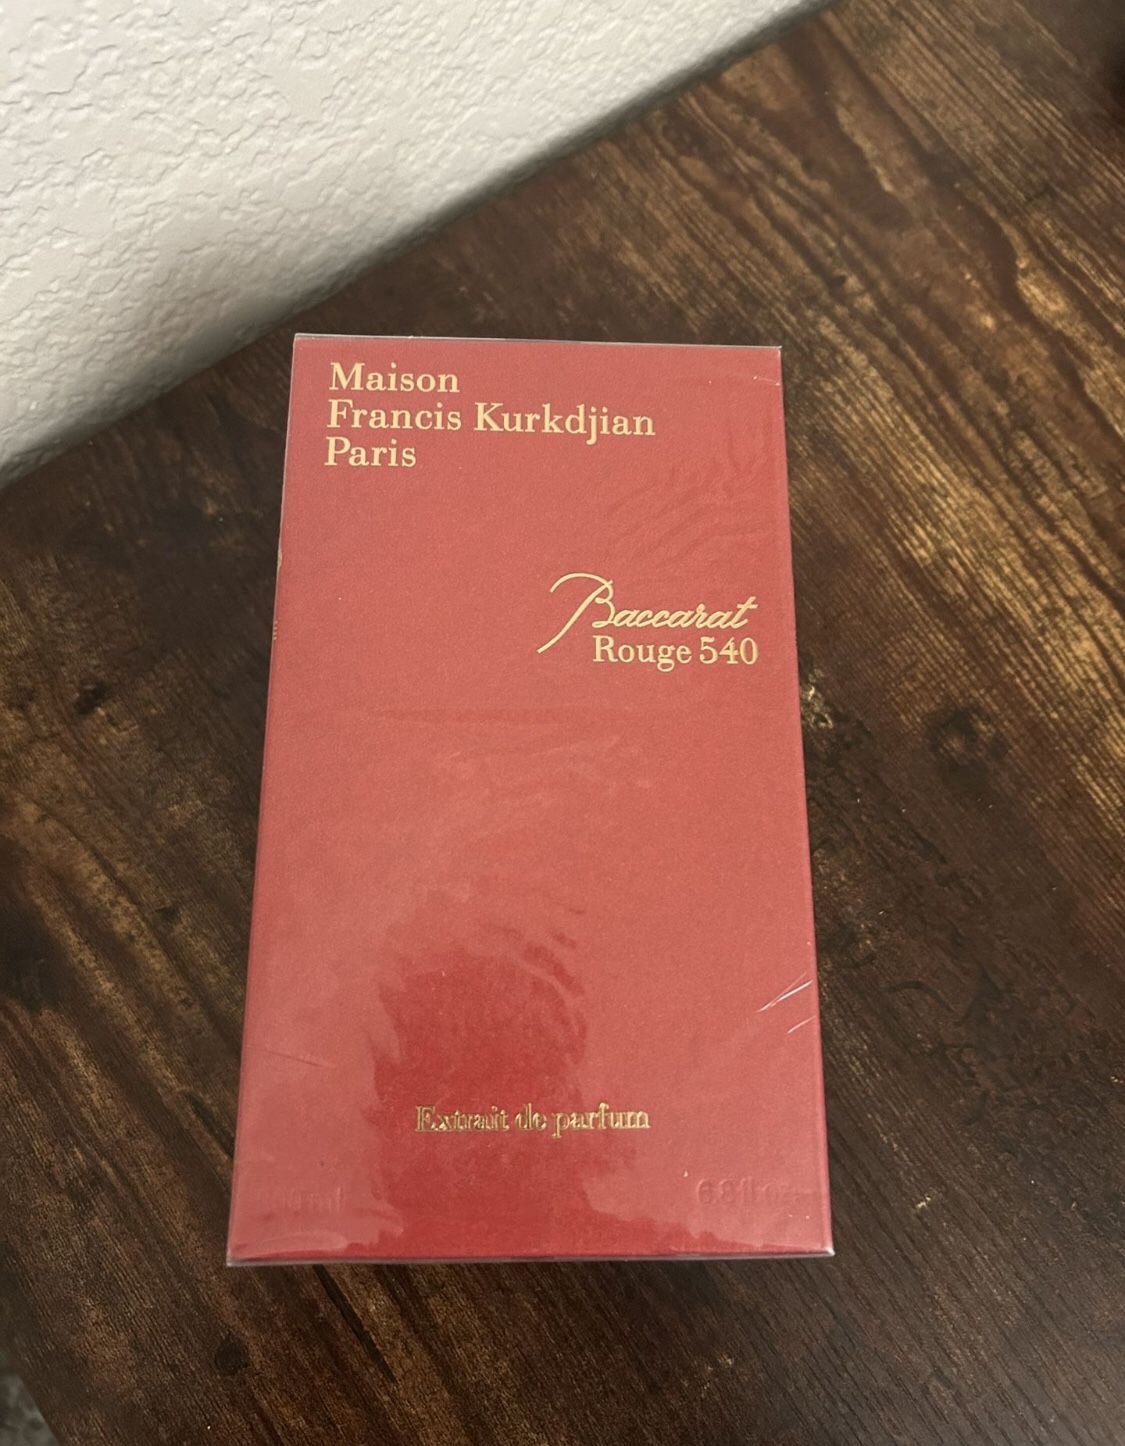 Maison
Francis Kurkdjian
Paris
Baccarat
Rouge 540
Extrait de parfum